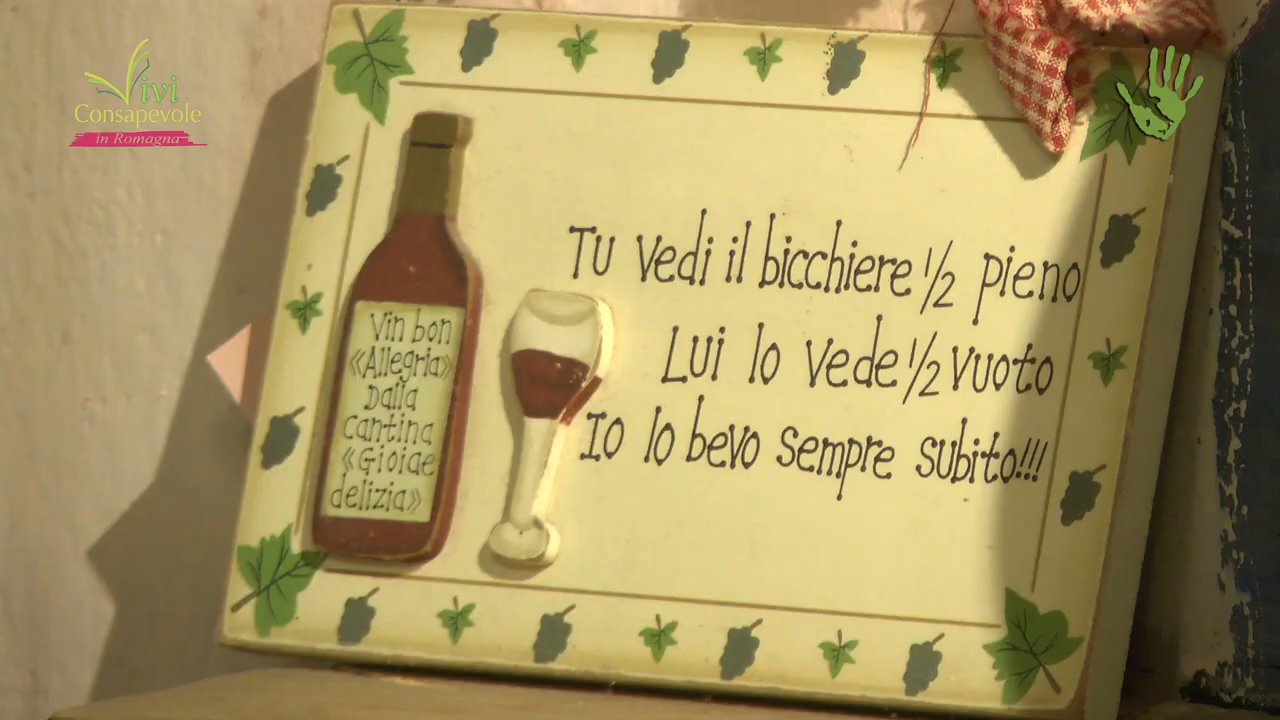 Vivi
Consapevole
in Romagna
Tu vedi il bicchiere 1/2 pieno
Lui lo vede 1/2 vuoto
Io lo bevo sempre subito!!!
Vin bon
«Allegria»
Dalla
Cantina
«Gioiae
delizia»